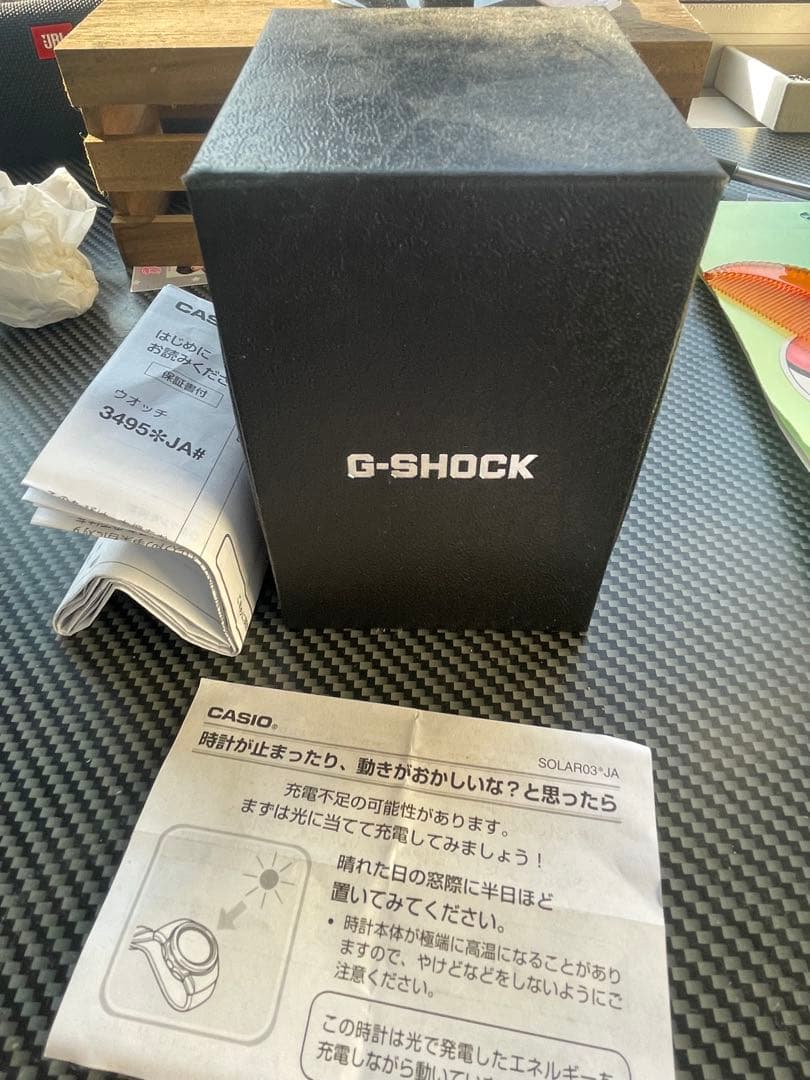 JBL
CASIO
はじめに
お読みくださ
保証書付
ウオッチ
3495※JA#
G-SHOCK
CASIO®
SOLAR03*JA
時計が止まったり、動きがおかしいな？と思ったら
充電不足の可能性があります。
まずは光に当てて充電してみましょう！
晴れた日の窓際に半日ほど
置いてみてください。
• 時計本体が極端に高温になることがあり
ますので、やけどなどをしないようにご
注意ください。
この時計は光で発電したエネルギーを
充電しながら動いてい